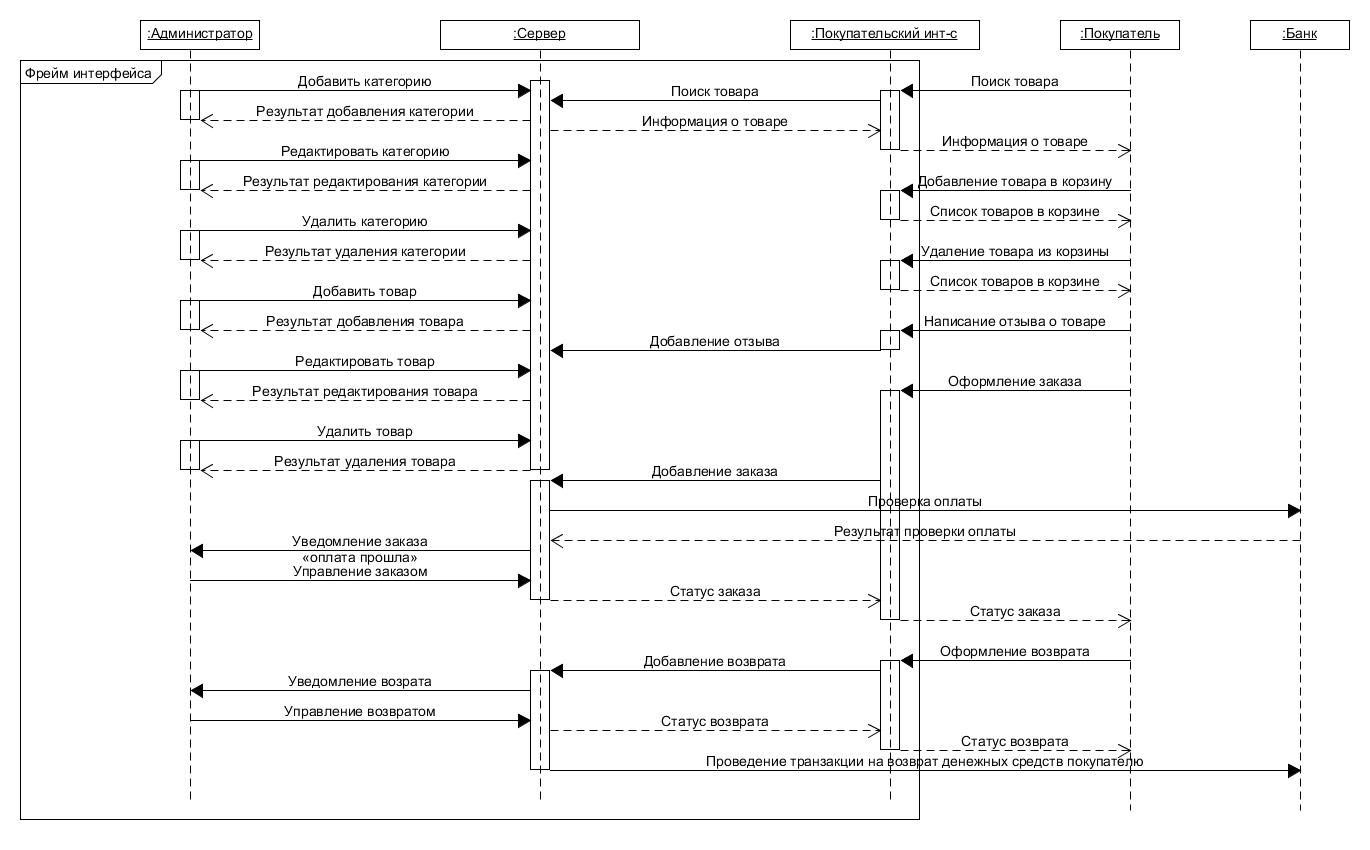 :Администратор
:Сервер
:Покупательский инт-с
:Покупатель
:Банк
Фрейм интерфейса
Добавить категорию
Поиск товара
Поиск товара
Результат добавления категории
Информация о товаре
Информация о товаре
Редактировать категорию
Результат редактирования категории
Добавление товара в корзину
Удалить категорию
Список товаров в корзине
Результат удаления категории
Удаление товара из корзины
Добавить товар
Список товаров в корзине
Результат добавления товара
Написание отзыва о товаре
Добавление отзыва
Редактировать товар
Оформление заказа
Результат редактирования товара
Удалить товар
Результат удаления товара
Добавление заказа
Проверка оплаты
Результат проверки оплаты
Уведомление заказа
«оплата прошла»
Управление заказом
Статус заказа
Статус заказа
Оформление возврата
Добавление возврата
Уведомление возрата
Управление возвратом
Статус возврата
Статус возврата
Проведение транзакции на возврат денежных средств покупателю